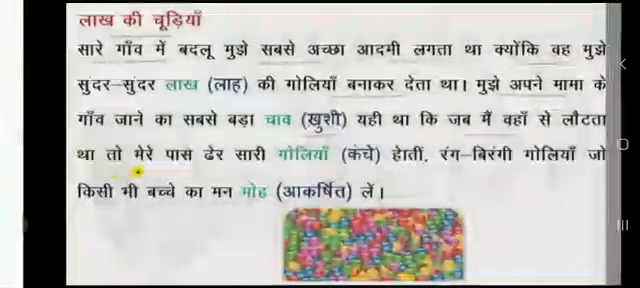 लाख की चूड़ियाँ
सारे गाँव में बदलू मुझे सबसे अच्छा आदमी लगता था क्योंकि वह मुझे
सुंदर-सुंदर लाख (लाह) की गोलियाँ बनाकर देता था। मुझे अपने मामा के
गाँव जाने का सबसे बड़ा चाव (खुशी) यही था कि जब मैं वहाँ से लौटता
था तो मेरे पास ढेर सारी गोलियाँ (कंचे) होतीं, रंग-बिरंगी गोलियाँ जो
किसी भी बच्चे का मन मोह (आकर्षित) लें।